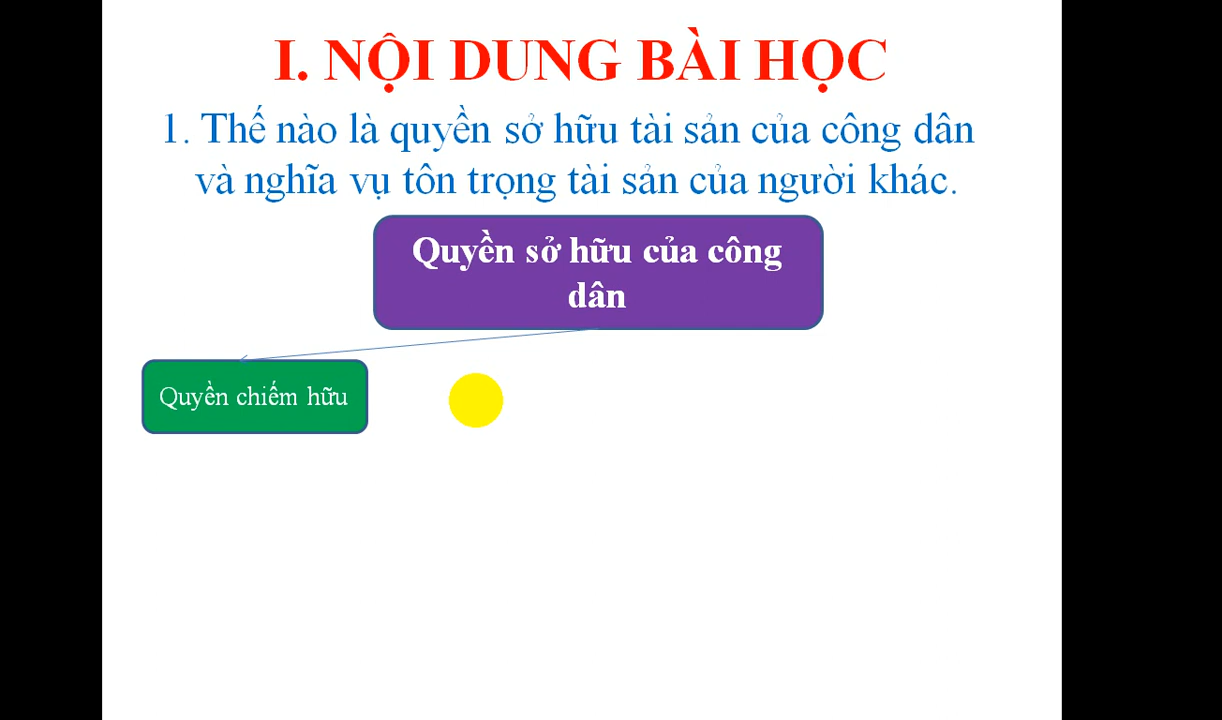 I. NỘI DUNG BÀI HỌC
1. Thế nào là quyền sở hữu tài sản của công dân
và nghĩa vụ tôn trọng tài sản của người khác.
Quyền sở hữu của công
dân
Quyền chiếm hữu